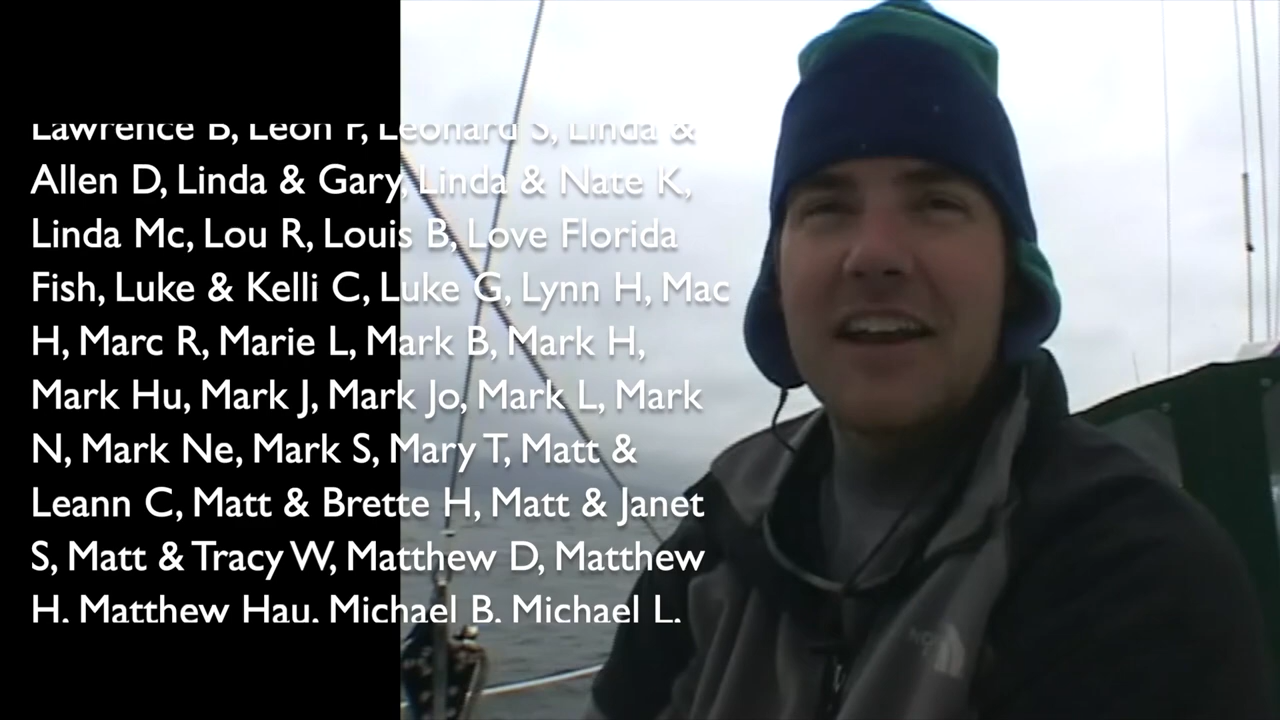 Lawrence B, Leon P, Leonard S, Linda &
Allen D, Linda & Gary, Linda & Nate K,
Linda Mc, Lou R, Louis B, Love Florida
Fish, Luke & Kelli C, Luke G, Lynn H, Mac
H, Marc R, Marie L, Mark B, Mark H,
Mark Hu, Mark J, Mark Jo, Mark L, Mark
N, Mark Ne, Mark S, Mary T, Matt &
Leann C, Matt & Brette H, Matt & Janet
S, Matt & Tracy W, Matthew D, Matthew
H, Matthew Hau, Michael B, Michael L,